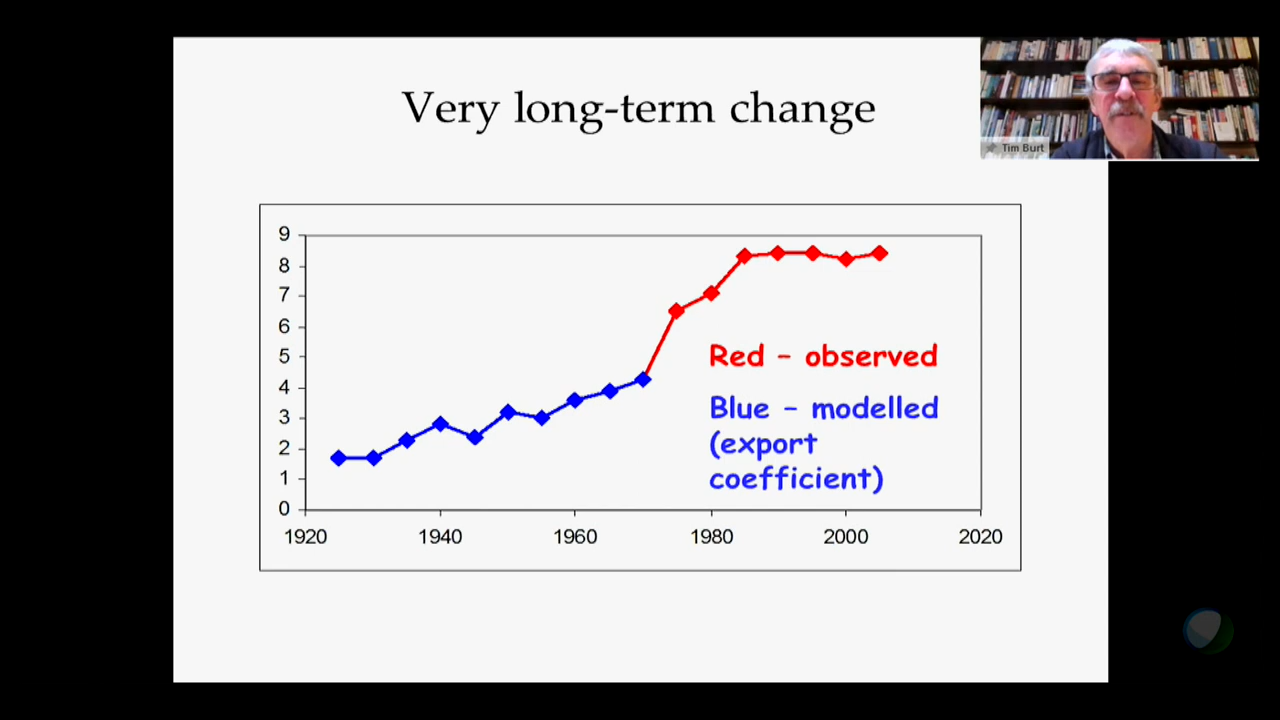 Very long-term change
Tim Burt
9
8
7
6
5
4
3
2
1
0
Red – observed
Blue – modelled
(export
coefficient)
1920 1940 1960 1980 2000 2020